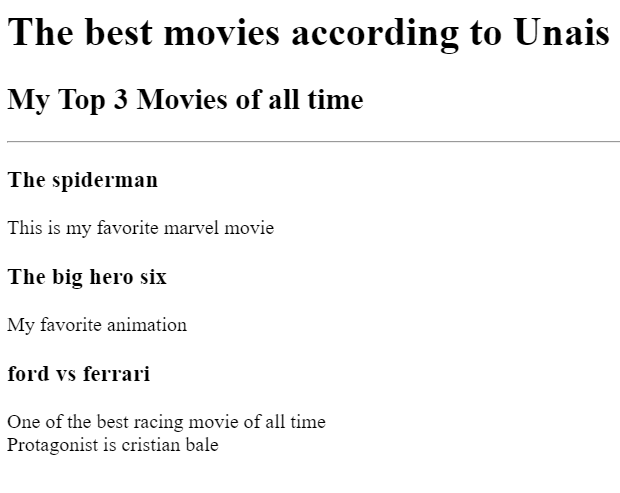 The best movies according to Unais
My Top 3 Movies of all time
The spiderman
This is my favorite marvel movie
The big hero six
My favorite animation
ford vs ferrari
One of the best racing movie of all time
Protagonist is cristian bale